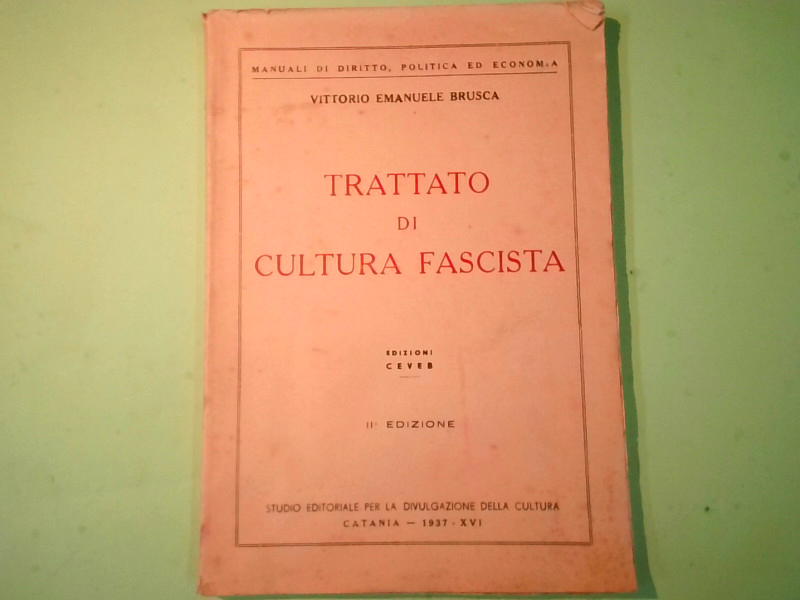 MANUALI DI DIRITTO, POLITICA ED ECONOMIA
VITTORIO EMANUELE BRUSCA
TRATTATO
DI
CULTURA FASCISTA
EDIZIONI
CEVEB
IIª EDIZIONE
STUDIO EDITORIALE PER LA DIVULGAZIONE DELLA CULTURA
CATANIA — 1937 - XVI